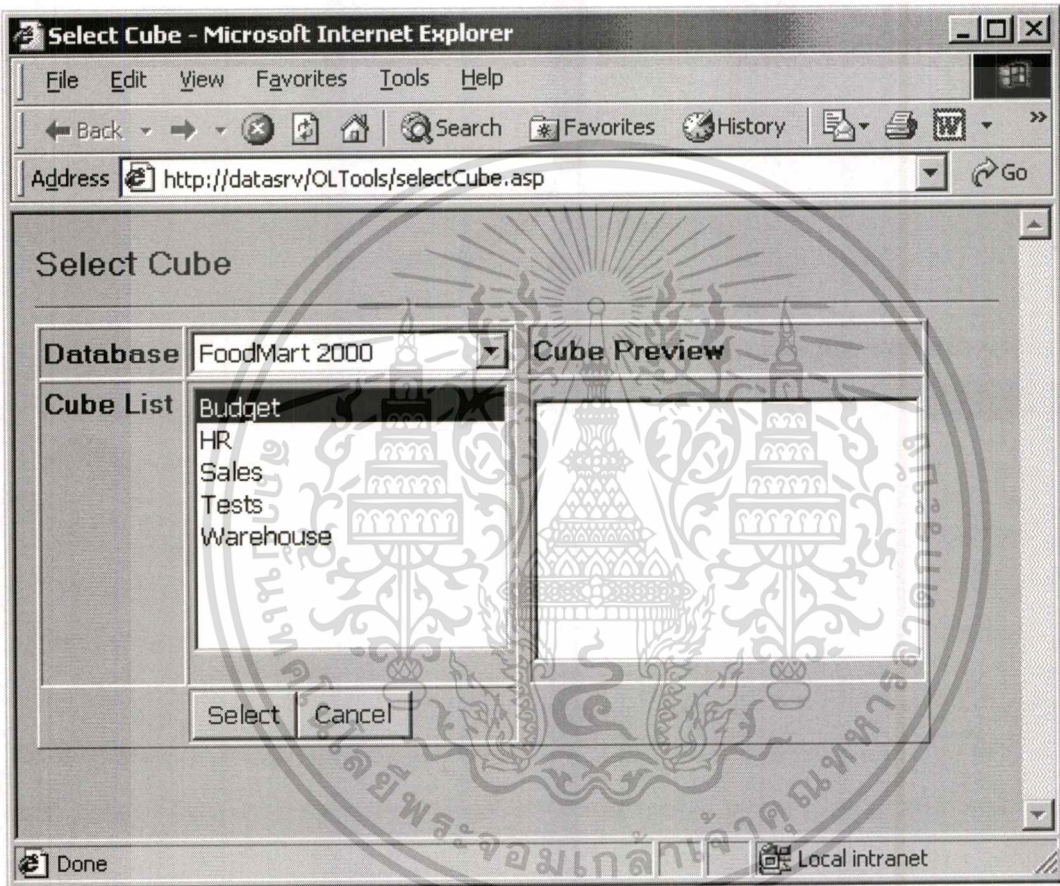 Select Cube - Microsoft Internet Explorer
File Edit View Favorites Tools Help
Back Search Favorites History
Address http://datasrv/OLTools/selectCube.asp Go
Select Cube
Database FoodMart 2000 Cube Preview
Cube List
Budget
HR
Sales
Tests
Warehouse
Select Cancel
Done Local intranet